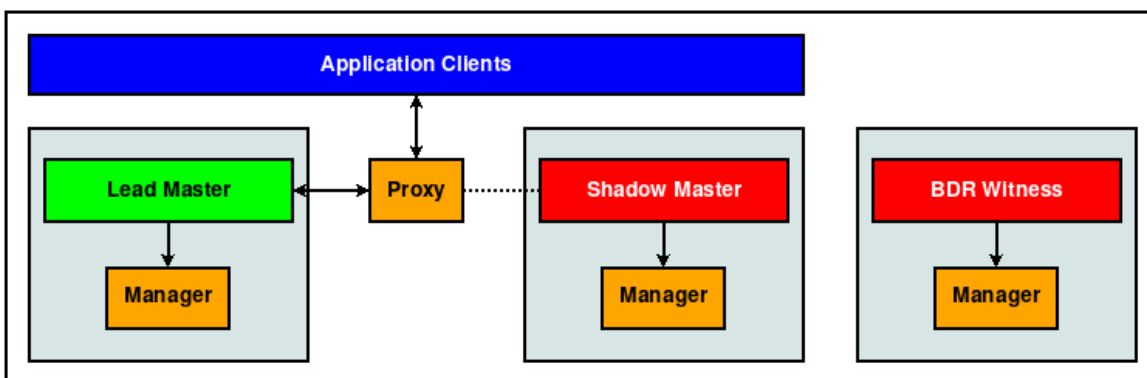 Application Clients
Lead Master
Proxy
Shadow Master
BDR Witness
Manager
Manager
Manager